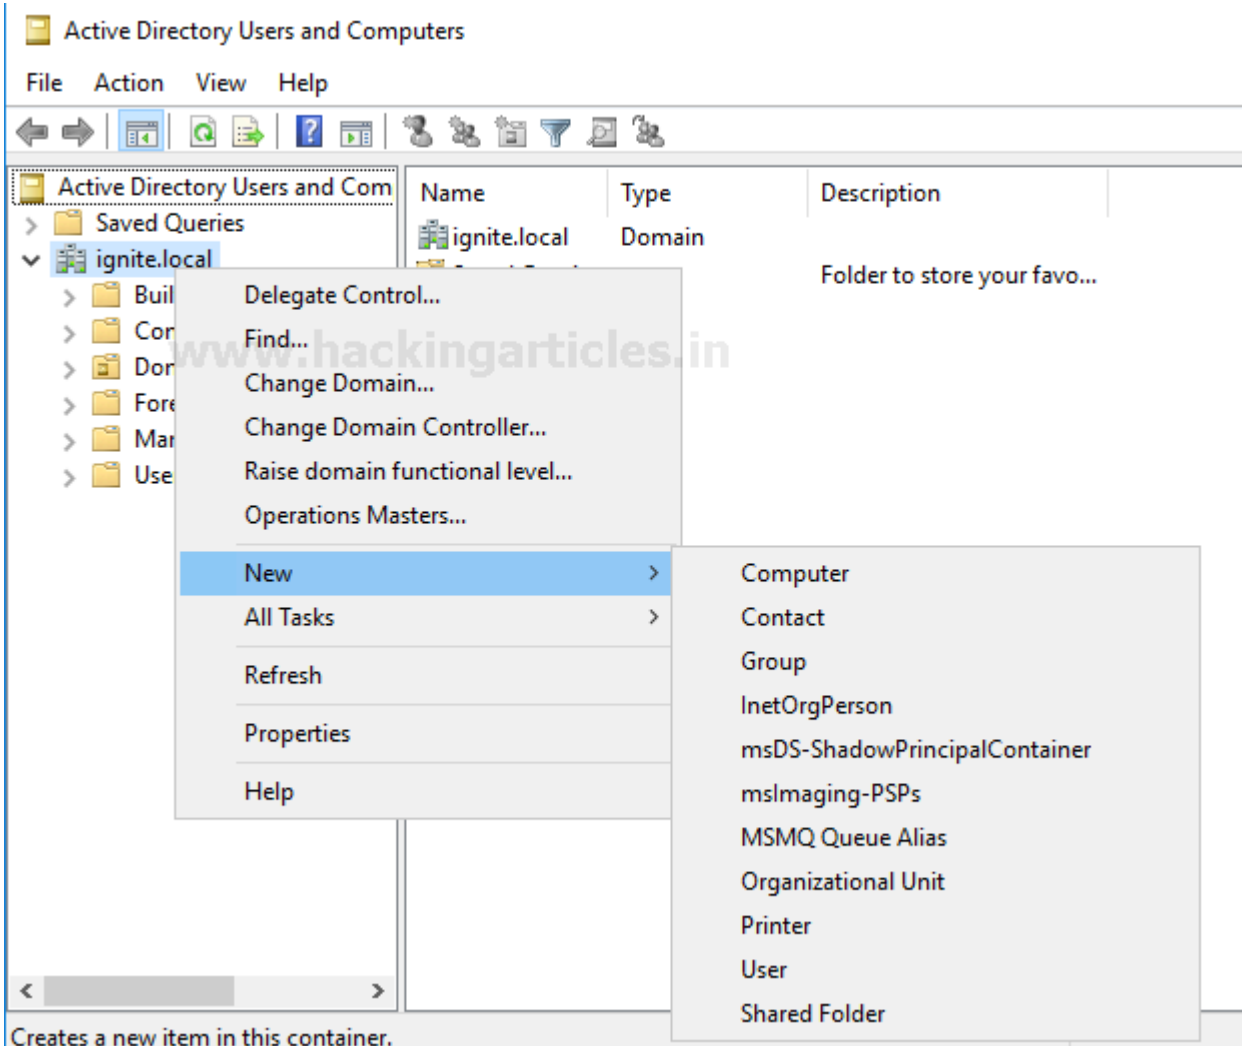 Active Directory Users and Computers
File Action View Help
Active Directory Users and Com
Saved Queries
ignite.local
Buil
Con
Dor
Fore
Mar
Use
Name Type Description
ignite.local Domain
Folder to store your favo...
Delegate Control...
Find...
Change Domain...
Change Domain Controller...
Raise domain functional level...
Operations Masters...
New
All Tasks
Refresh
Properties
Help
Computer
Contact
Group
InetOrgPerson
msDS-ShadowPrincipalContainer
msImaging-PSPs
MSMQ Queue Alias
Organizational Unit
Printer
User
Shared Folder
www.hackingarticles.in
Creates a new item in this container.